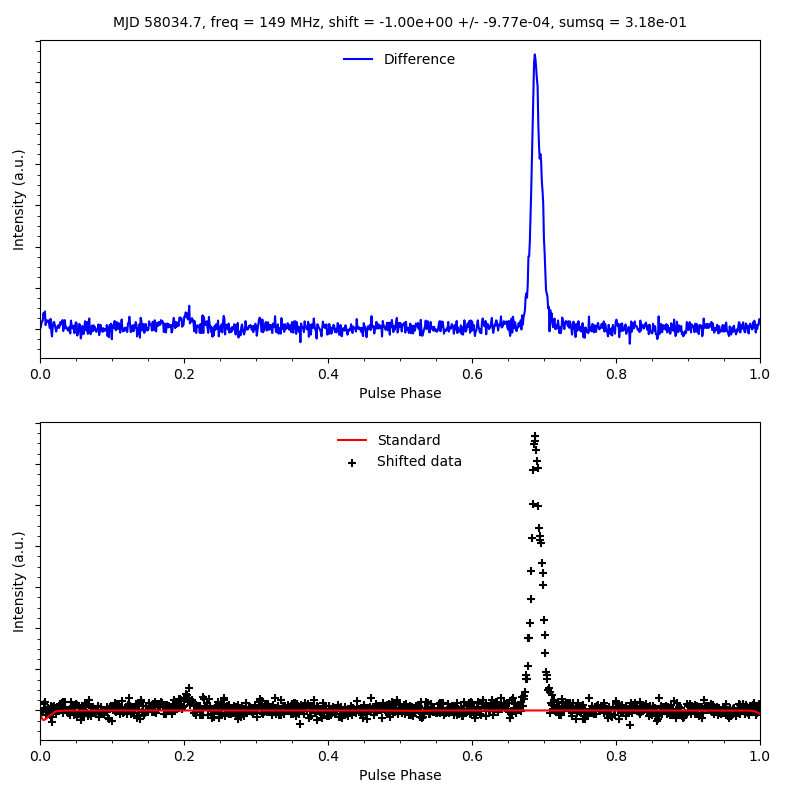 MJD 58034.7, freq = 149 MHz, shift = -1.00e+00 +/- -9.77e-04, sumsq = 3.18e-01
Difference
Intensity (a.u.)
0.0 0.2 0.4 0.6 0.8 1.0
Pulse Phase
Standard
Shifted data
Intensity (a.u.)
0.0 0.2 0.4 0.6 0.8 1.0
Pulse Phase